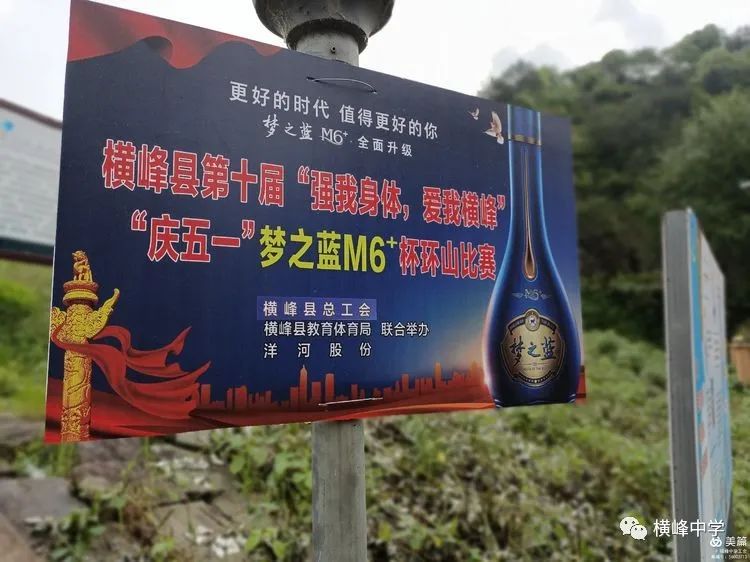 更好的时代 值得更好的你
梦之蓝 M6+·全面升级
横峰县第十届“强我身体，爱我横峰”
“庆五一”梦之蓝M6+杯环山比赛
横峰县总工会
横峰县教育体育局 联合举办
洋河股份
M6+
梦之蓝
横峰中学
美篇